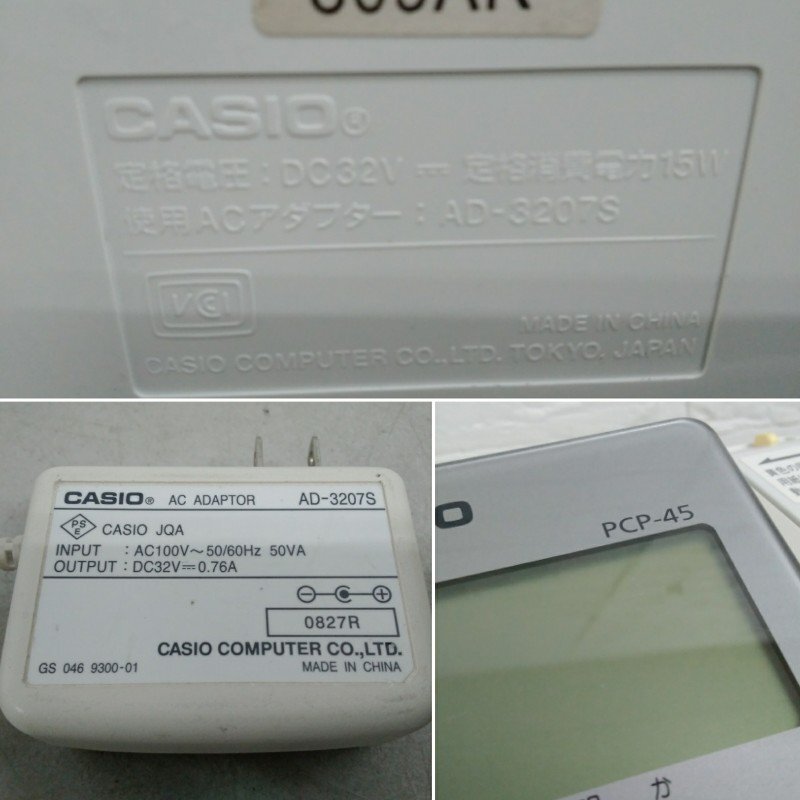 CASIO®
定格電圧：DC32V ⎓ 定格消費電力15W
使用ACアダプター：AD-3207S
VCI
MADE IN CHINA
CASIO COMPUTER CO.,LTD. TOKYO, JAPAN
CASIO® AC ADAPTOR AD-3207S
PSE CASIO JQA
INPUT : AC100V～50/60Hz 50VA
OUTPUT : DC32V⎓0.76A
0827R
CASIO COMPUTER CO.,LTD.
GS 046 9300-01 MADE IN CHINA
PCP-45
か